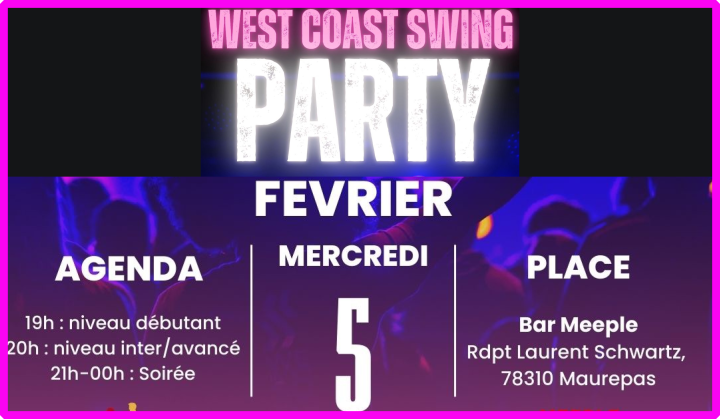 WEST COAST SWING
PARTY
FEVRIER
AGENDA
19h : niveau débutant
20h : niveau inter/avancé
21h-00h : Soirée
MERCREDI
5
PLACE
Bar Meeple
Rdpt Laurent Schwartz,
78310 Maurepas